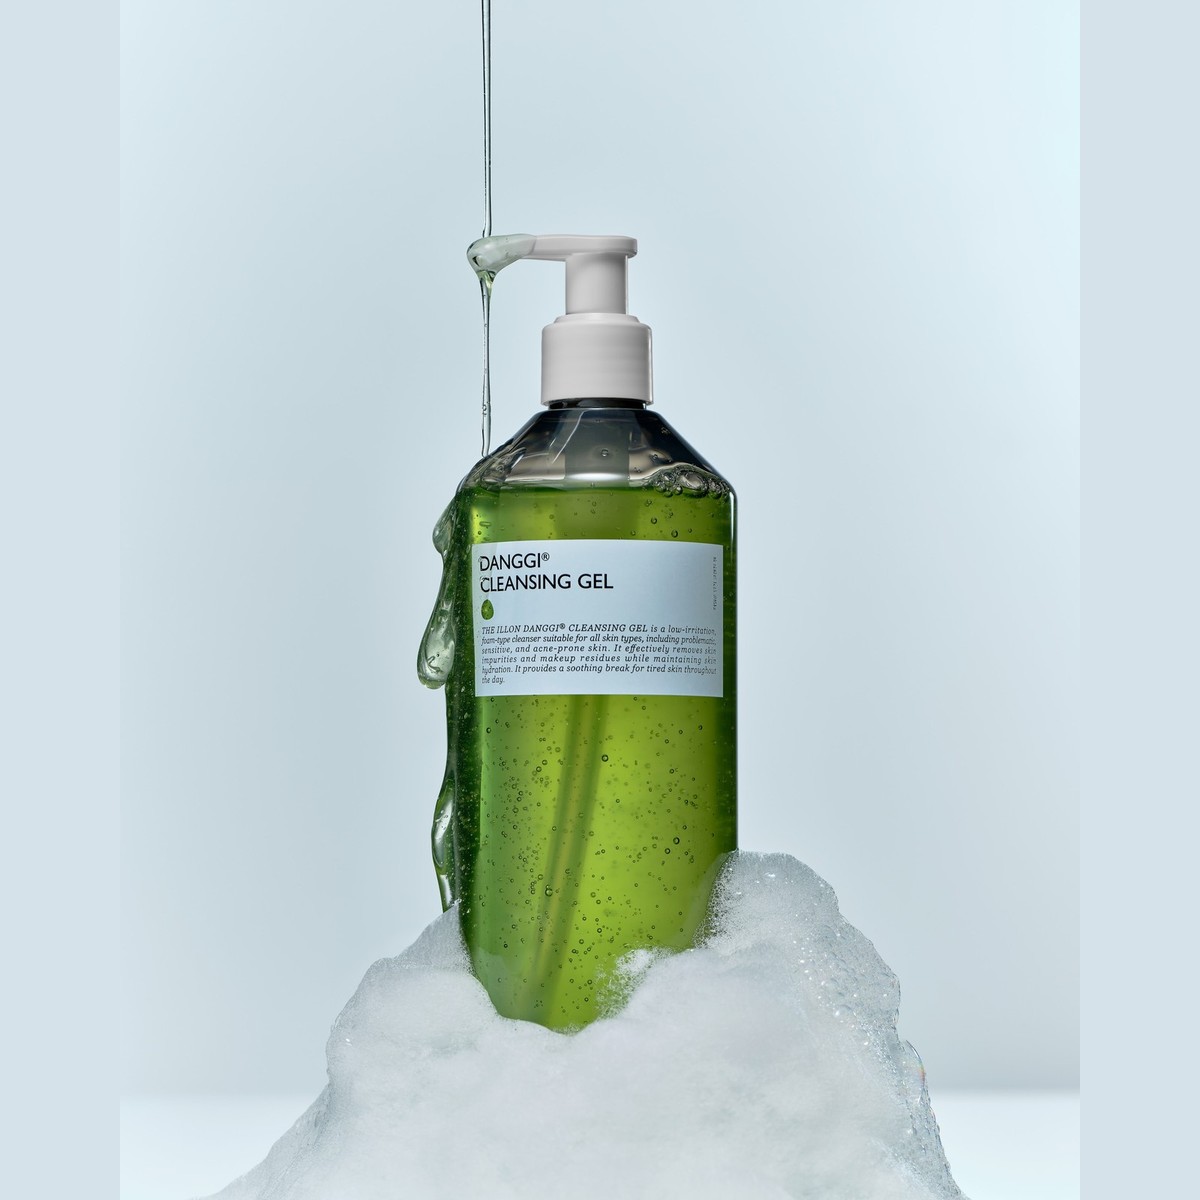 DANGGI®
CLEANSING GEL
THE ILLON DANGGI® CLEANSING GEL is a low-irritation,
foam-type cleanser suitable for all skin types, including problematic,
sensitive, and acne-prone skin. It effectively removes skin
impurities and makeup residues while maintaining skin
hydration. It provides a soothing break for tired skin throughout
the day.